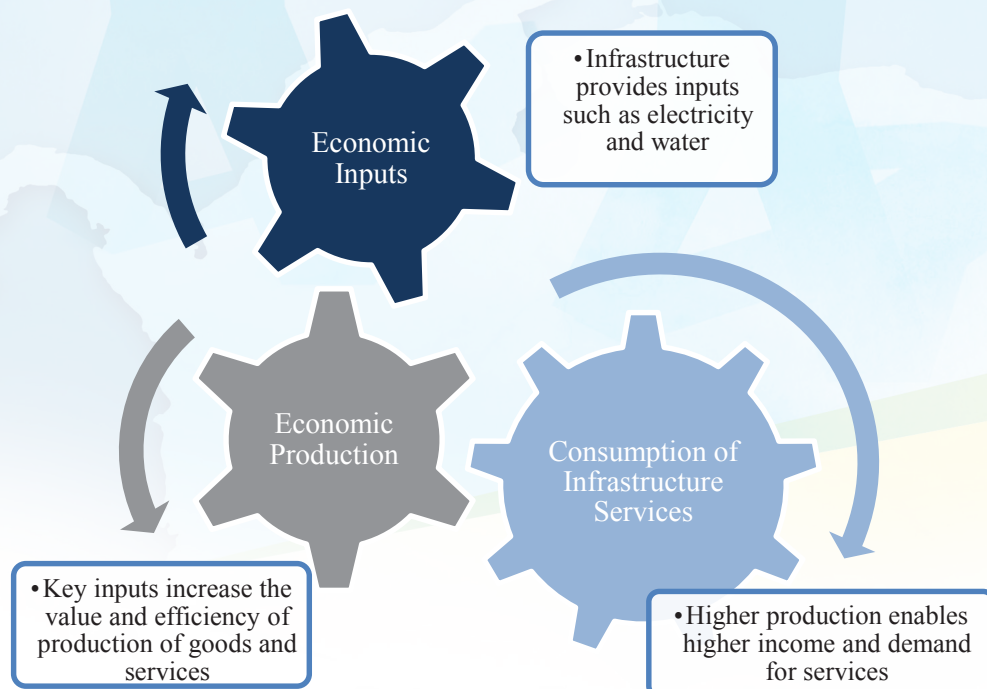 Economic
Inputs
• Infrastructure
provides inputs
such as electricity
and water
Economic
Production
• Key inputs increase the
value and efficiency of
production of goods and
services
Consumption of
Infrastructure
Services
• Higher production enables
higher income and demand
for services